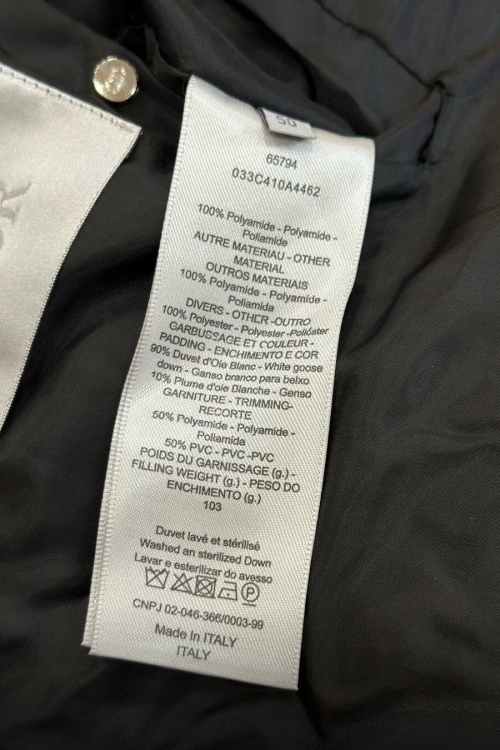 50
65794
033C410A4462
100% Polyamide - Polyamide -
Poliamida
AUTRE MATERIAU - OTHER
MATERIAL
OUTROS MATERIAIS
100% Polyamide - Polyamide -
Poliamida
DIVERS - OTHER -OUTRO
100% Polyester - Polyester -Poliéster
GARBUSSAGE ET COULEUR -
PADDING - ENCHIMENTO E COR
90% Duvet d'Oie Blanc - White goose
down - Ganso branco para beixo
10% Plume d'oie Blanche - Genso
GARNITURE - TRIMMING-
RECORTE
50% Polyamide - Polyamide -
Poliamida
50% PVC - PVC -PVC
POIDS DU GARNISSAGE (g.) -
FILLING WEIGHT (g.) - PESO DO
ENCHIMENTO (g.)
103
Duvet lavé et stérilisé
Washed an sterilized Down
Lavar e esterilizar do avesso
P
CNPJ 02-046-366/0003-99
Made in ITALY
ITALY